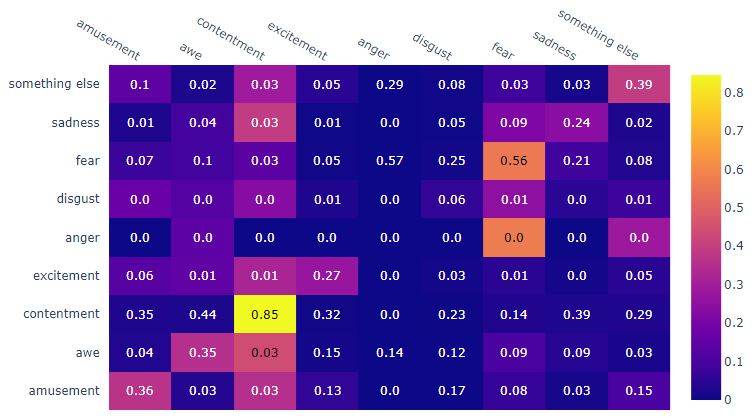 amusement awe contentment excitement anger disgust fear sadness something else
something else 0.1 0.02 0.03 0.05 0.29 0.08 0.03 0.03 0.39
sadness 0.01 0.04 0.03 0.01 0.0 0.05 0.09 0.24 0.02
fear 0.07 0.1 0.03 0.05 0.57 0.25 0.56 0.21 0.08
disgust 0.0 0.0 0.0 0.01 0.0 0.06 0.01 0.0 0.01
anger 0.0 0.0 0.0 0.0 0.0 0.0 0.0 0.0 0.0
excitement 0.06 0.01 0.01 0.27 0.0 0.03 0.01 0.0 0.05
contentment 0.35 0.44 0.85 0.32 0.0 0.23 0.14 0.39 0.29
awe 0.04 0.35 0.03 0.15 0.14 0.12 0.09 0.09 0.03
amusement 0.36 0.03 0.03 0.13 0.0 0.17 0.08 0.03 0.15
0.8
0.7
0.6
0.5
0.4
0.3
0.2
0.1
0